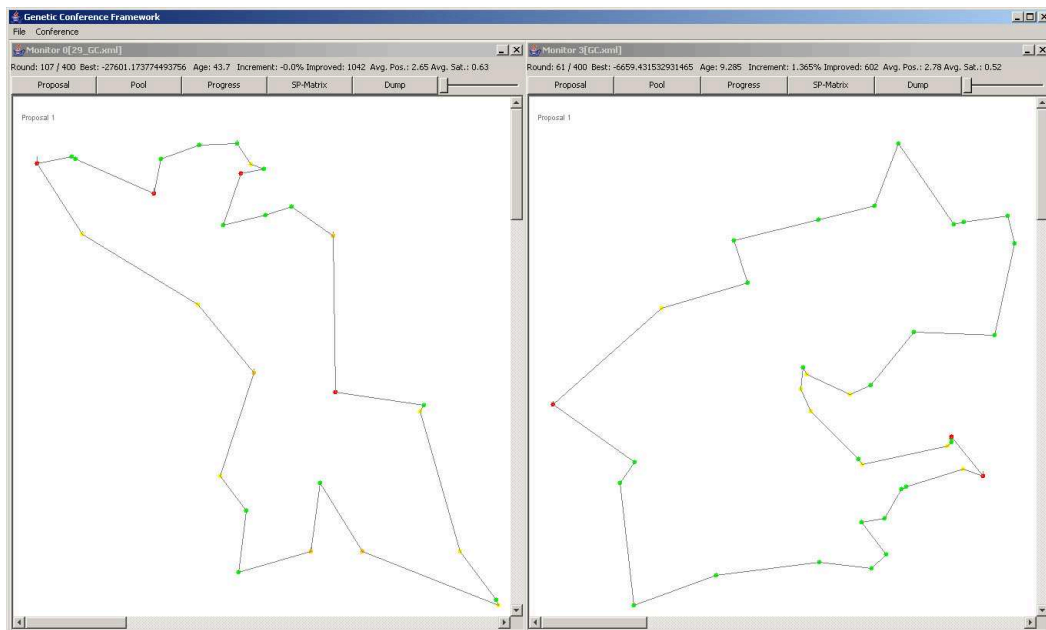 Genetic Conference Framework
File Conference
Monitor 0[29_GC.xml]
Round: 107 / 400 Best: -27601.173774493756 Age: 43.7 Increment: -0.0% Improved: 1042 Avg. Pos.: 2.65 Avg. Sat.: 0.63
Proposal Pool Progress SP-Matrix Dump
Proposal 1
Monitor 3[GC.xml]
Round: 61 / 400 Best: -6659.431532931465 Age: 9.285 Increment: 1.365% Improved: 602 Avg. Pos.: 2.78 Avg. Sat.: 0.52
Proposal Pool Progress SP-Matrix Dump
Proposal 1